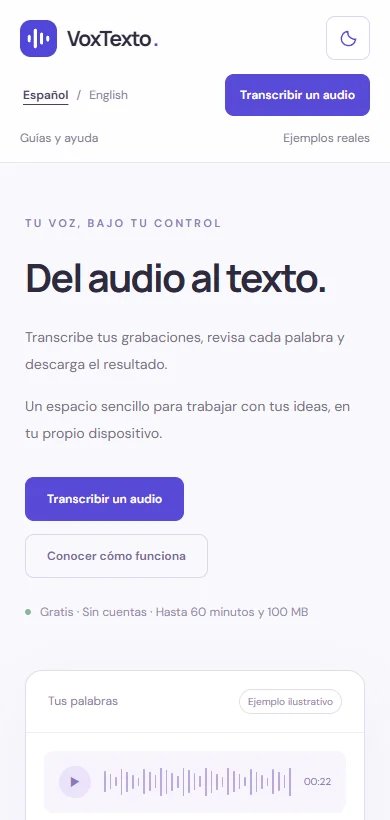 VoxTexto.
Español / English
Transcribir un audio
Guías y ayuda
Ejemplos reales
TU VOZ, BAJO TU CONTROL
Del audio al texto.
Transcribe tus grabaciones, revisa cada palabra y
descarga el resultado.
Un espacio sencillo para trabajar con tus ideas, en
tu propio dispositivo.
Transcribir un audio
Conocer cómo funciona
Gratis · Sin cuentas · Hasta 60 minutos y 100 MB
Tus palabras
Ejemplo ilustrativo
00:22